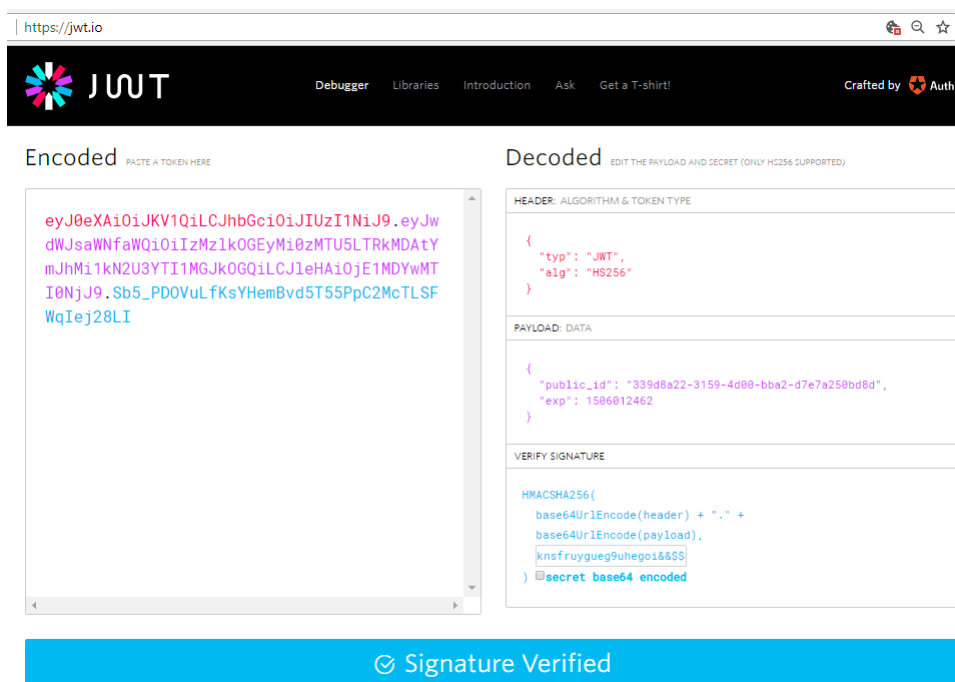 https://jwt.io
JWT Debugger Libraries Introduction Ask Get a T-shirt! Crafted by Auth
Encoded PASTE A TOKEN HERE
eyJ0eXAiOiJKV1QiLCJhbGciOiJIUzI1NiJ9.eyJw
dWJsaWNfaWQiOiIzMzlkOGEyMi0zMTU5LTRkMDAtY
mJhMi1kN2U3YTI1MGJkOGQiLCJleHAiOjE1MDYwMT
I0NjJ9.Sb5_PDOVuLfKsYHemBvd5T55PpC2McTLSF
WqIej28LI
Decoded EDIT THE PAYLOAD AND SECRET (ONLY HS256 SUPPORTED)
HEADER: ALGORITHM & TOKEN TYPE
{
"typ": "JWT",
"alg": "HS256"
}
PAYLOAD: DATA
{
"public_id": "339d8a22-3159-4d00-bba2-d7e7a250bd8d",
"exp": 1506012462
}
VERIFY SIGNATURE
HMACSHA256(
base64UrlEncode(header) + "." +
base64UrlEncode(payload),
knsfruygueg9uhegoi&&$$
) secret base64 encoded
Signature Verified